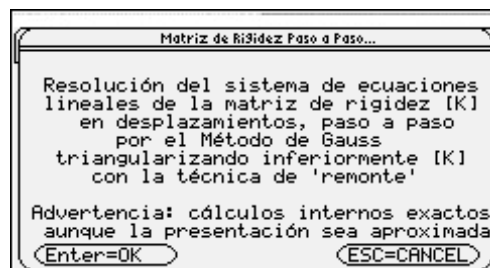 Matriz de Rigidez Paso a Paso...
Resolución del sistema de ecuaciones
lineales de la matriz de rigidez [K]
en desplazamientos, paso a paso
por el Método de Gauss
triangularizando inferiormente [K]
con la técnica de 'remonte'
Advertencia: cálculos internos exactos
aunque la presentación sea aproximada
Enter=OK
ESC=CANCEL